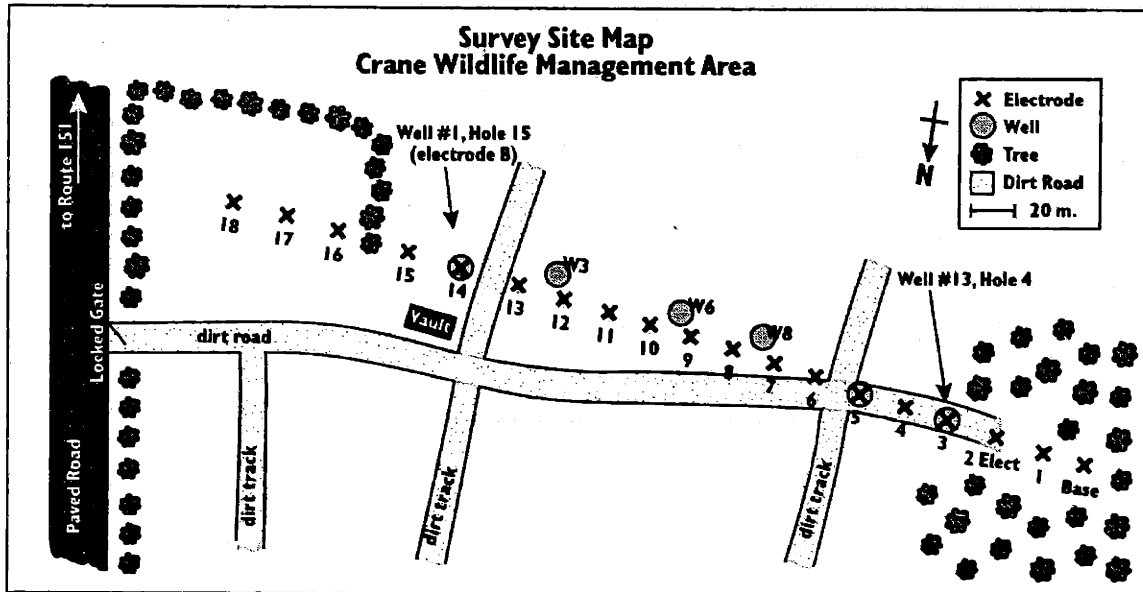 Survey Site Map
Crane Wildlife Management Area
to Route 151
Locked Gate
Paved Road
Well #1, Hole 15
(electrode B)
N
Electrode
Well
Tree
Dirt Road
20 m.
18
17
16
15
14
13
12
11
10
9
8
7
6
5
4
3
2 Elect
1
Base
W3
W6
W8
Well #13, Hole 4
Vault
dirt road
dirt track
dirt track
dirt track